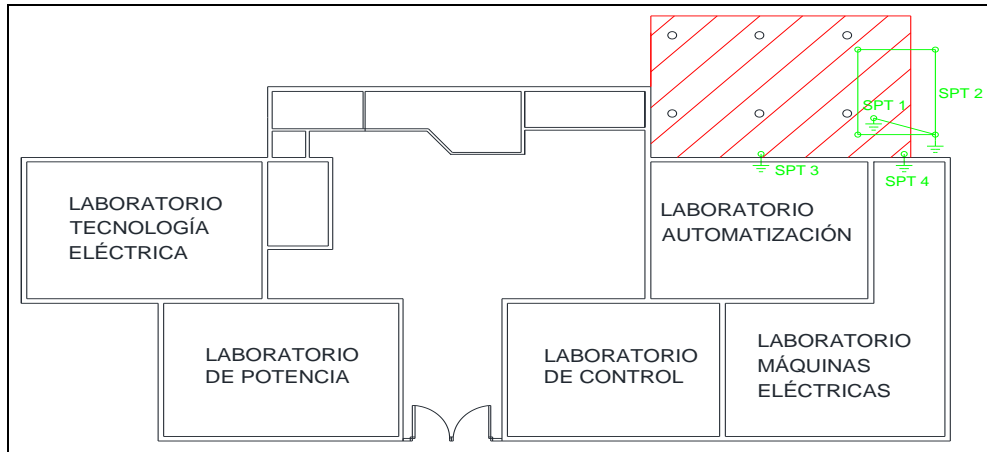 SPT 2
SPT 1
SPT 3
SPT 4
LABORATORIO
TECNOLOGÍA
ELÉCTRICA
LABORATORIO
AUTOMATIZACIÓN
LABORATORIO
DE POTENCIA
LABORATORIO
DE CONTROL
LABORATORIO
MÁQUINAS
ELÉCTRICAS